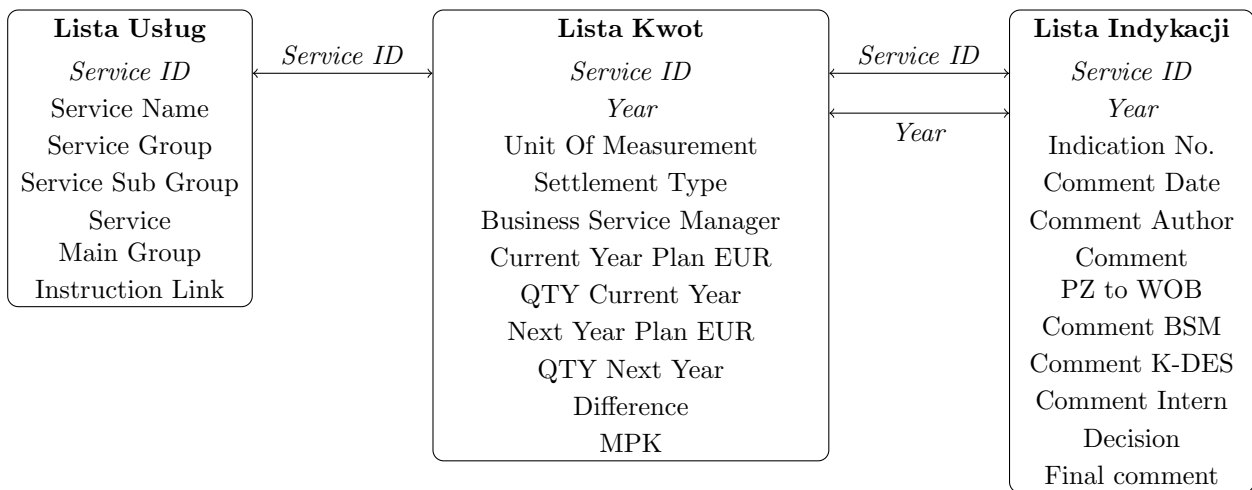 Lista Usług
Service ID
Service Name
Service Group
Service Sub Group
Service
Main Group
Instruction Link
Service ID
Lista Kwot
Service ID
Year
Unit Of Measurement
Settlement Type
Business Service Manager
Current Year Plan EUR
QTY Current Year
Next Year Plan EUR
QTY Next Year
Difference
MPK
Service ID
Year
Lista Indykacji
Service ID
Year
Indication No.
Comment Date
Comment Author
Comment
PZ to WOB
Comment BSM
Comment K-DES
Comment Intern
Decision
Final comment